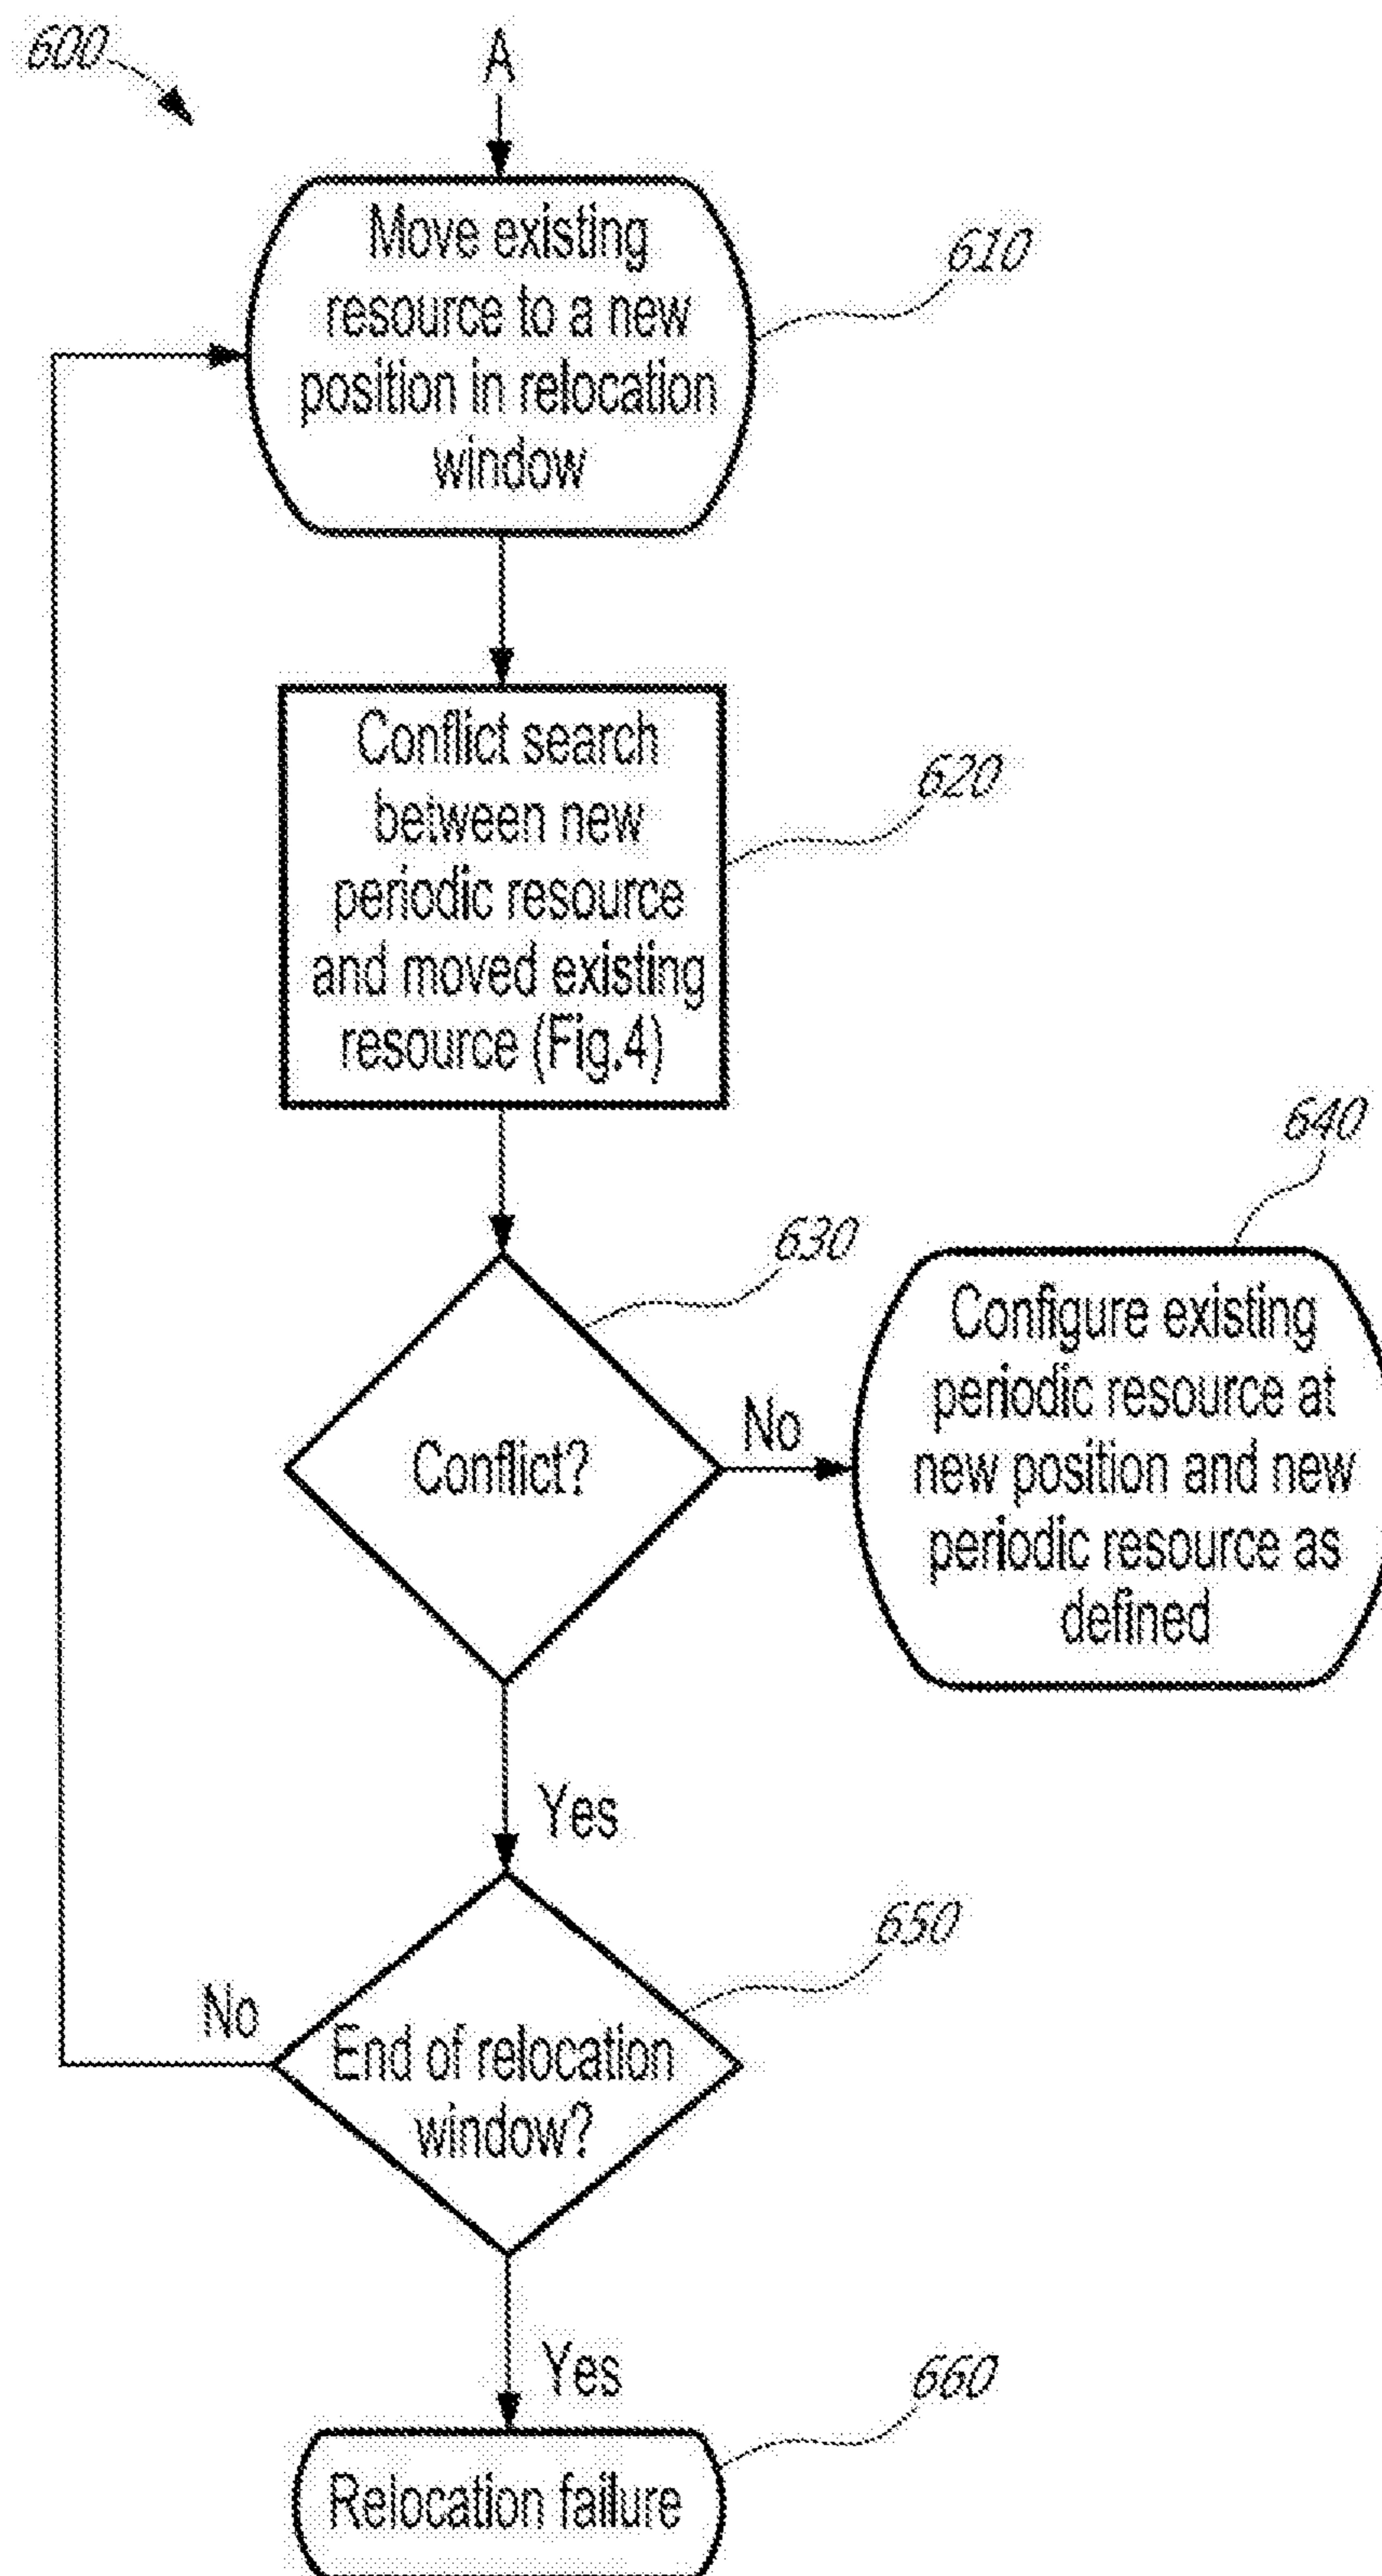 600
A
Move existing
resource to a new
position in relocation
window
610
Conflict search
between new
periodic resource
and moved existing
resource (Fig.4)
620
630
Conflict?
No
640
Configure existing
periodic resource at
new position and new
periodic resource as
defined
Yes
650
No
End of relocation
window?
Yes
660
Relocation failure